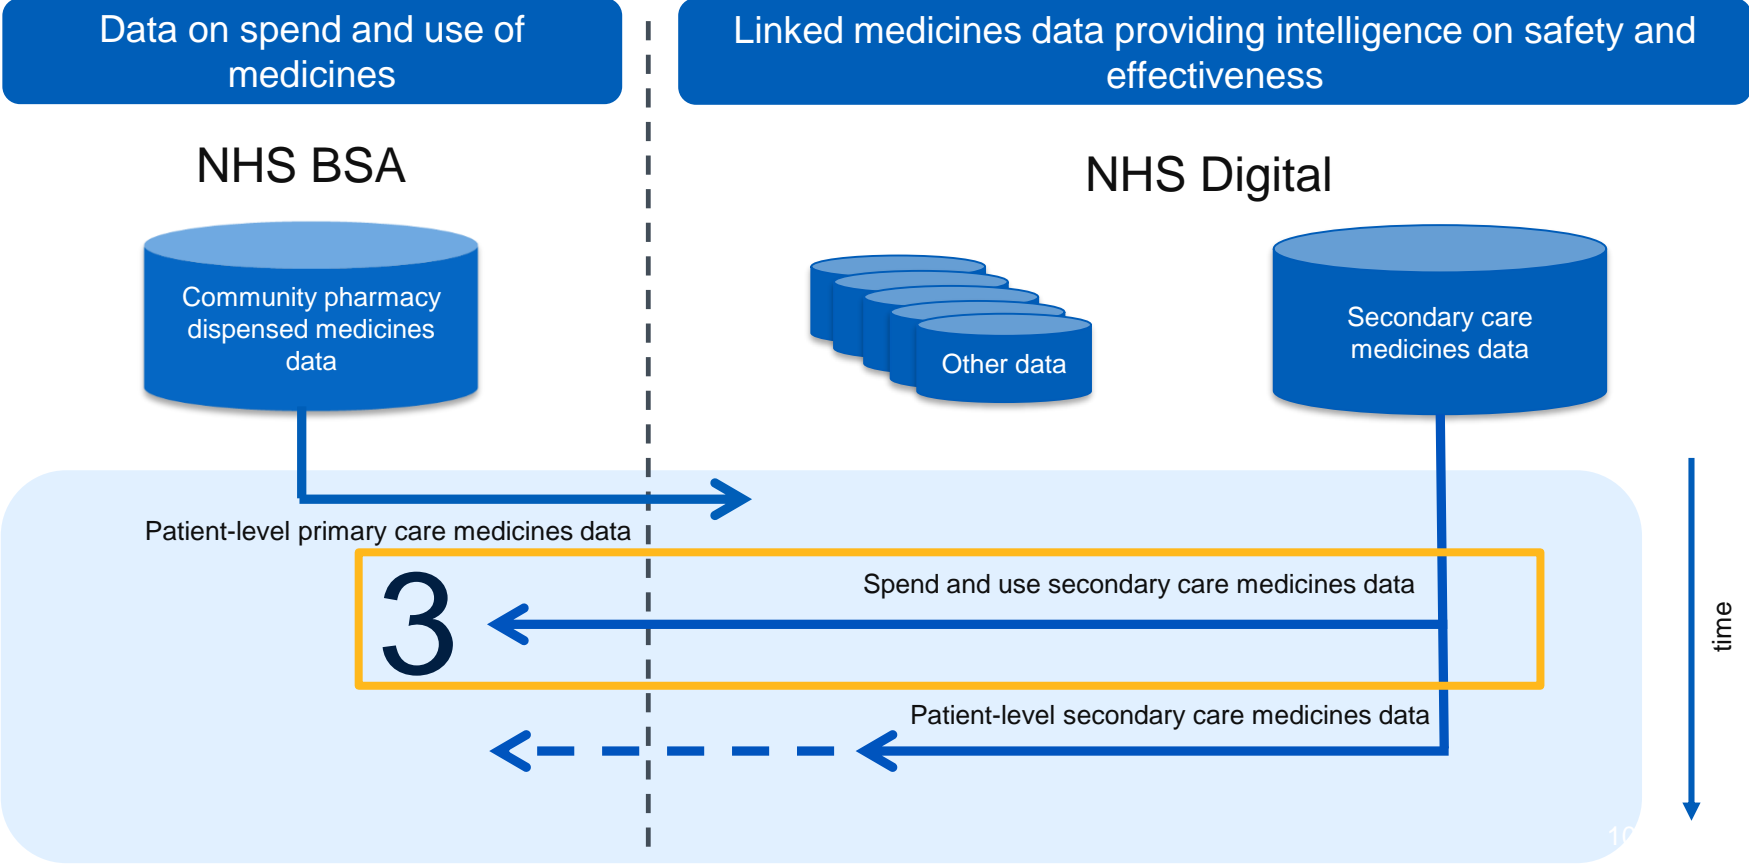 Data on spend and use of
medicines
Linked medicines data providing intelligence on safety and
effectiveness
NHS BSA
NHS Digital
Community pharmacy
dispensed medicines
data
Other data
Secondary care
medicines data
Patient-level primary care medicines data
3
Spend and use secondary care medicines data
Patient-level secondary care medicines data
time
10